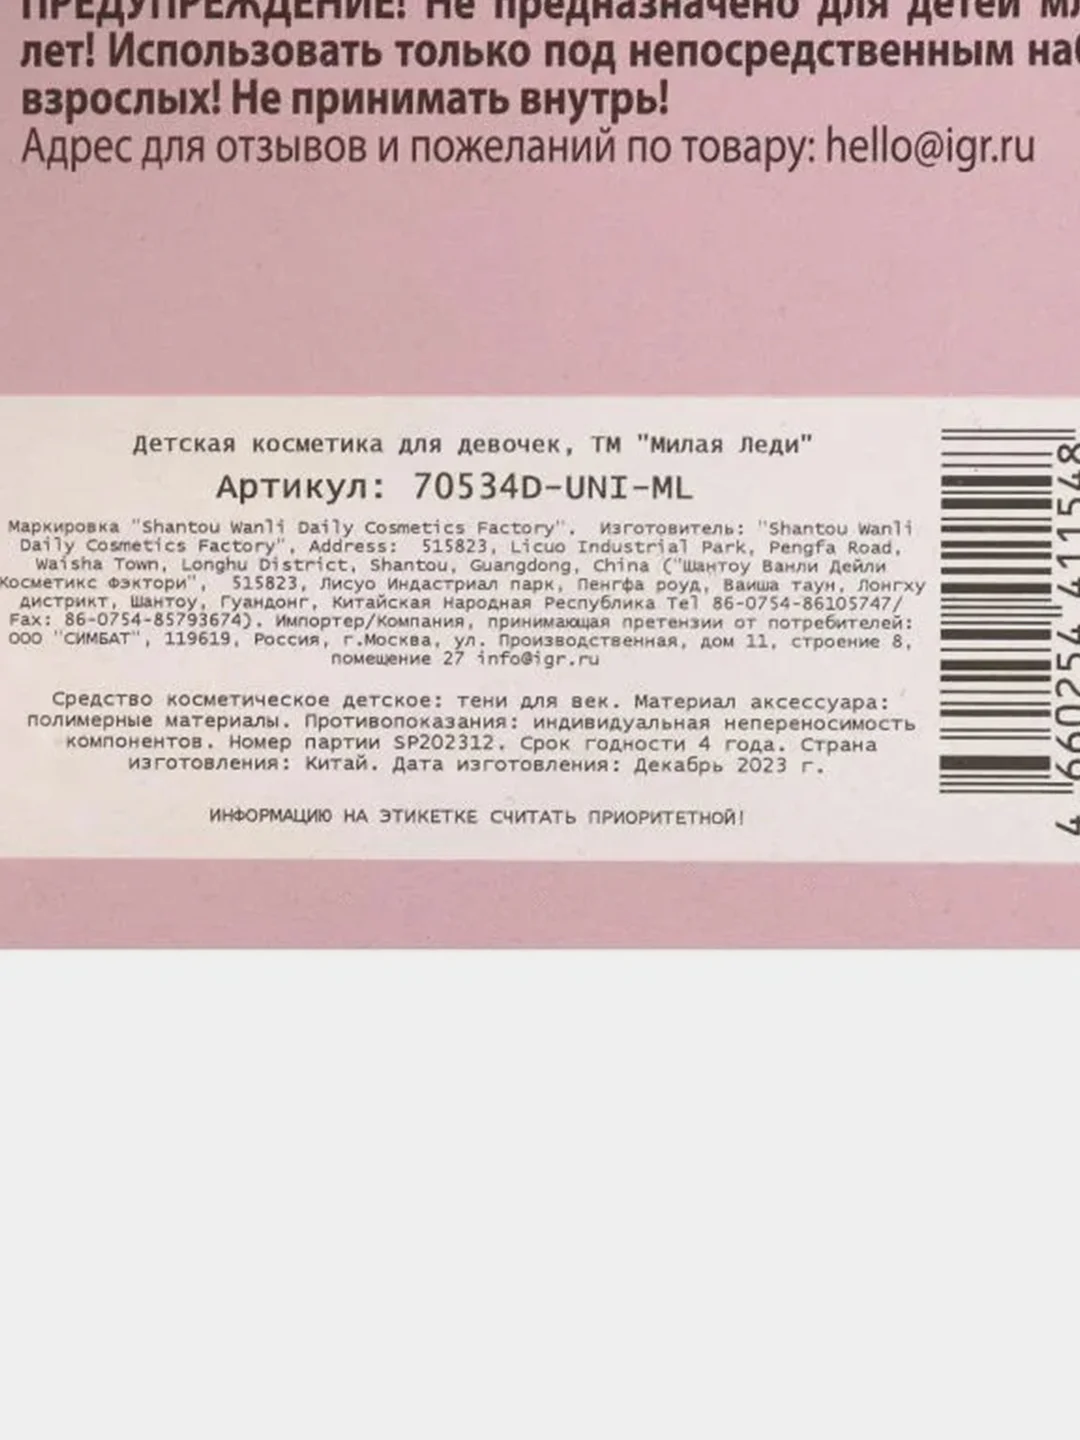 ПРЕДУПРЕЖДЕНИЕ! Не предназначено для детей
лет! Использовать только под непосредственным
взрослых! Не принимать внутрь!
Адрес для отзывов и пожеланий по товару: hello@igr.ru
Детская косметика для девочек, ТМ "Милая Леди"
Артикул: 70534D-UNI-ML
Маркировка "Shantou Wanli Daily Cosmetics Factory". Изготовитель: "Shantou Wanli
Daily Cosmetics Factory", Address: 515823, Licuo Industrial Park, Pengfa Road,
Waisha Town, Longhu District, Shantou, Guangdong, China ("Шантоу Ванли Дейли
Косметикс Фэктори", 515823, Лисуо Индастриал парк, Пенгфа роуд, Ваиша таун, Лонгху
дистрикт, Шантоу, Гуандонг, Китайская Народная Республика Tel 86-0754-86105747/
Fax: 86-0754-85793674). Импортер/Компания, принимающая претензии от потребителей:
ООО "СИМБАТ", 119619, Россия, г.Москва, ул. Производственная, дом 11, строение 8,
помещение 27 info@igr.ru
Средство косметическое детское: тени для век. Материал аксессуара:
полимерные материалы. Противопоказания: индивидуальная непереносимость
компонентов. Номер партии SP202312. Срок годности 4 года. Страна
изготовления: Китай. Дата изготовления: Декабрь 2023 г.
ИНФОРМАЦИЮ НА ЭТИКЕТКЕ СЧИТАТЬ ПРИОРИТЕТНОЙ!
4 660254 411548